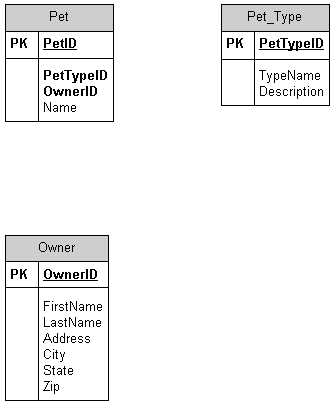 Pet
PK PetID
PetTypeID
OwnerID
Name
Pet_Type
PK PetTypeID
TypeName
Description
Owner
PK OwnerID
FirstName
LastName
Address
City
State
Zip